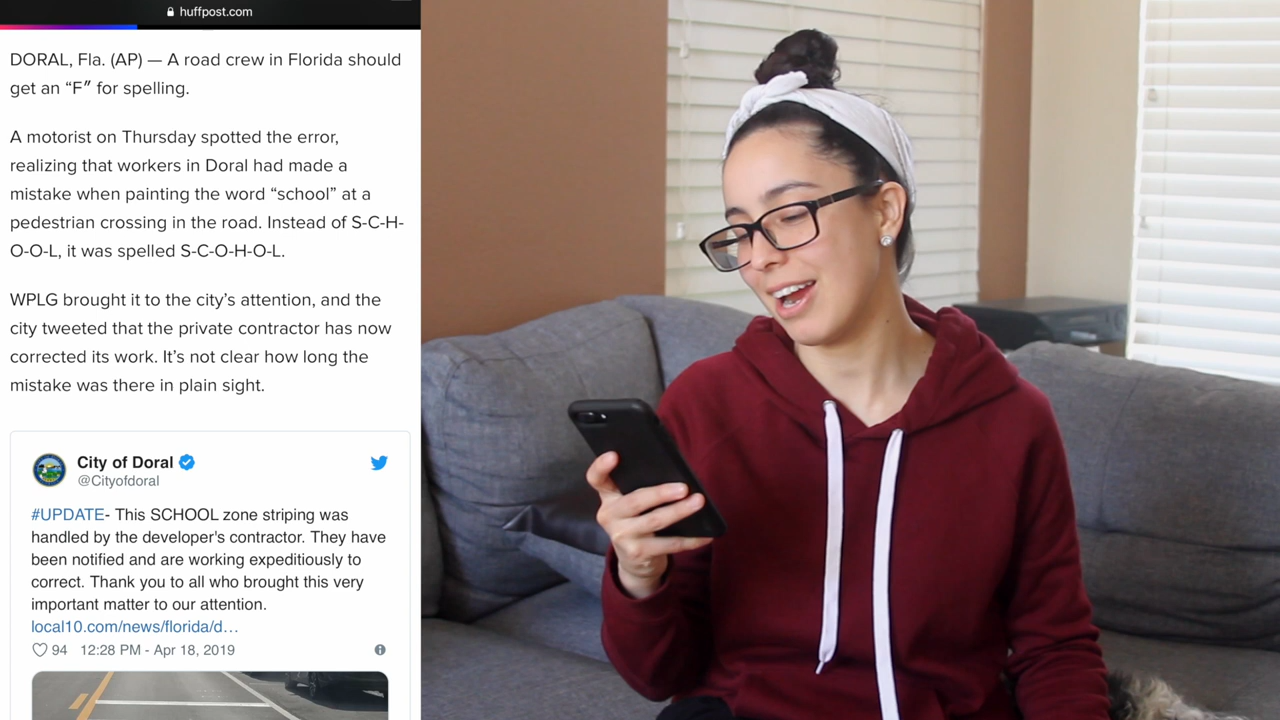 huffpost.com
DORAL, Fla. (AP) — A road crew in Florida should
get an “F” for spelling.
A motorist on Thursday spotted the error,
realizing that workers in Doral had made a
mistake when painting the word “school” at a
pedestrian crossing in the road. Instead of S-C-H-
O-O-L, it was spelled S-C-O-H-O-L.
WPLG brought it to the city’s attention, and the
city tweeted that the private contractor has now
corrected its work. It’s not clear how long the
mistake was there in plain sight.
City of Doral
@Cityofdoral
#UPDATE- This SCHOOL zone striping was
handled by the developer's contractor. They have
been notified and are working expeditiously to
correct. Thank you to all who brought this very
important matter to our attention.
local10.com/news/florida/d…
94 12:28 PM - Apr 18, 2019